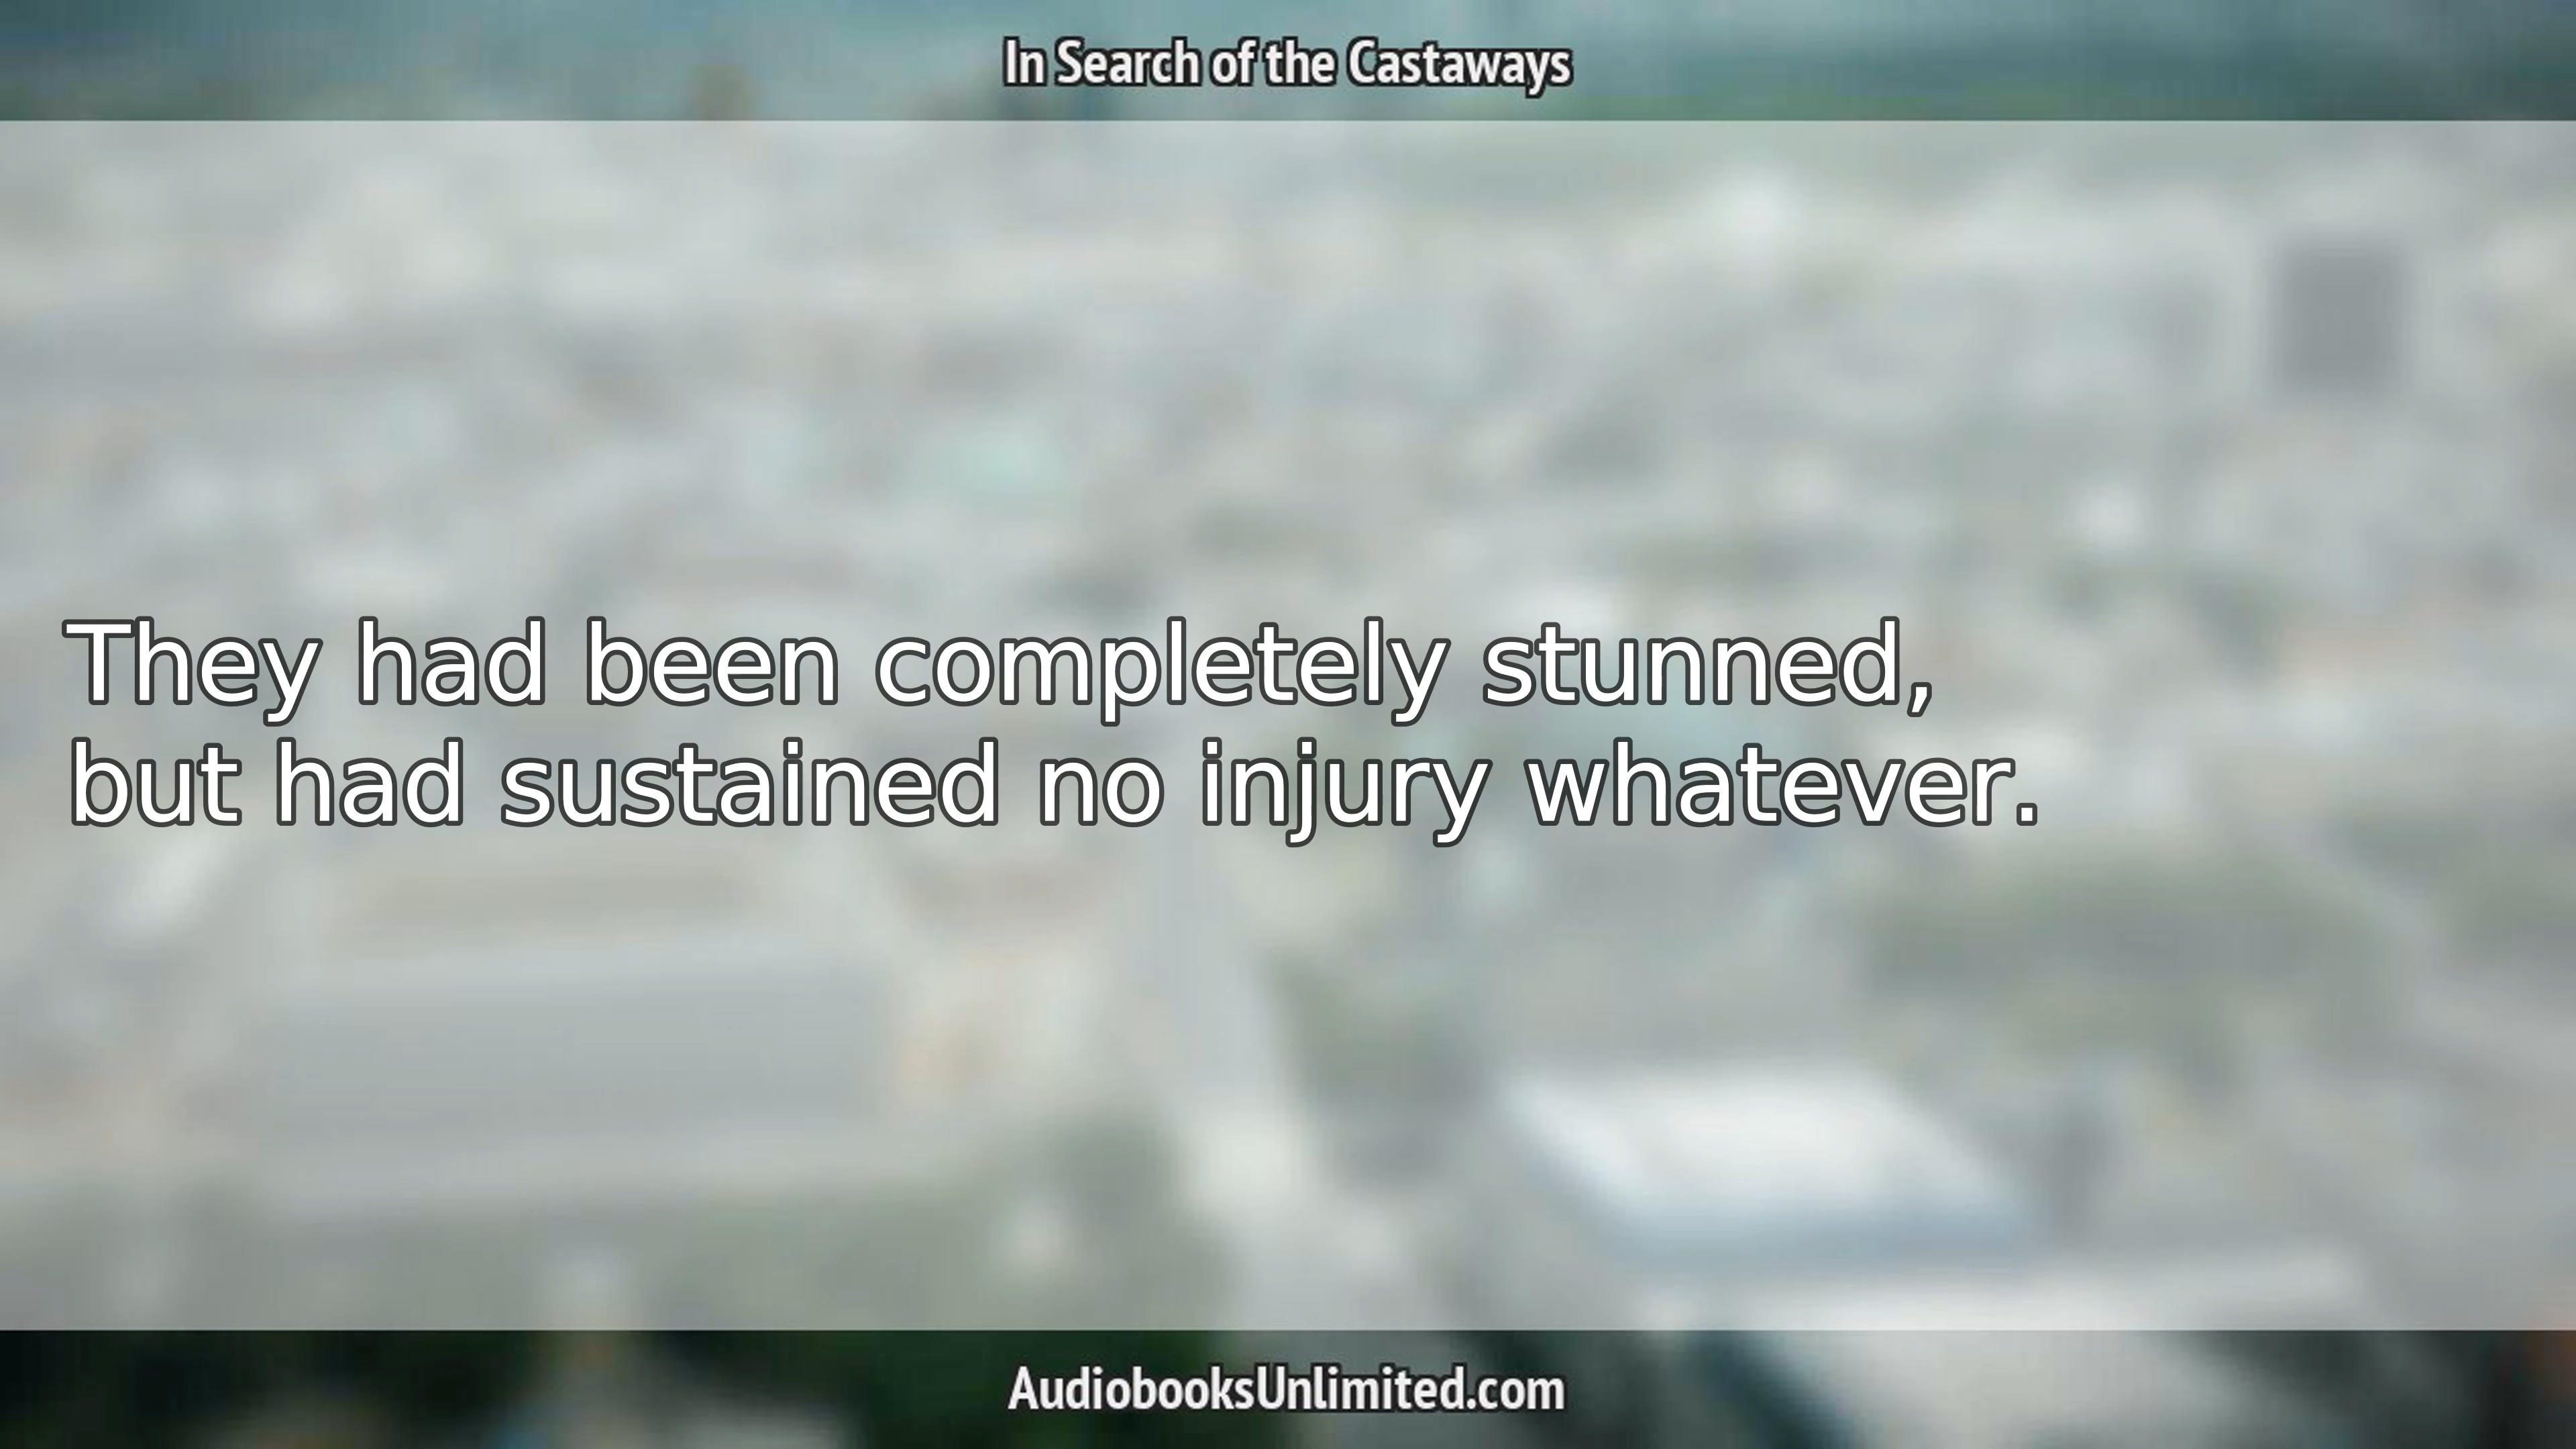 In Search of the Castaways
They had been completely stunned,
but had sustained no injury whatever.
AudiobooksUnlimited.com